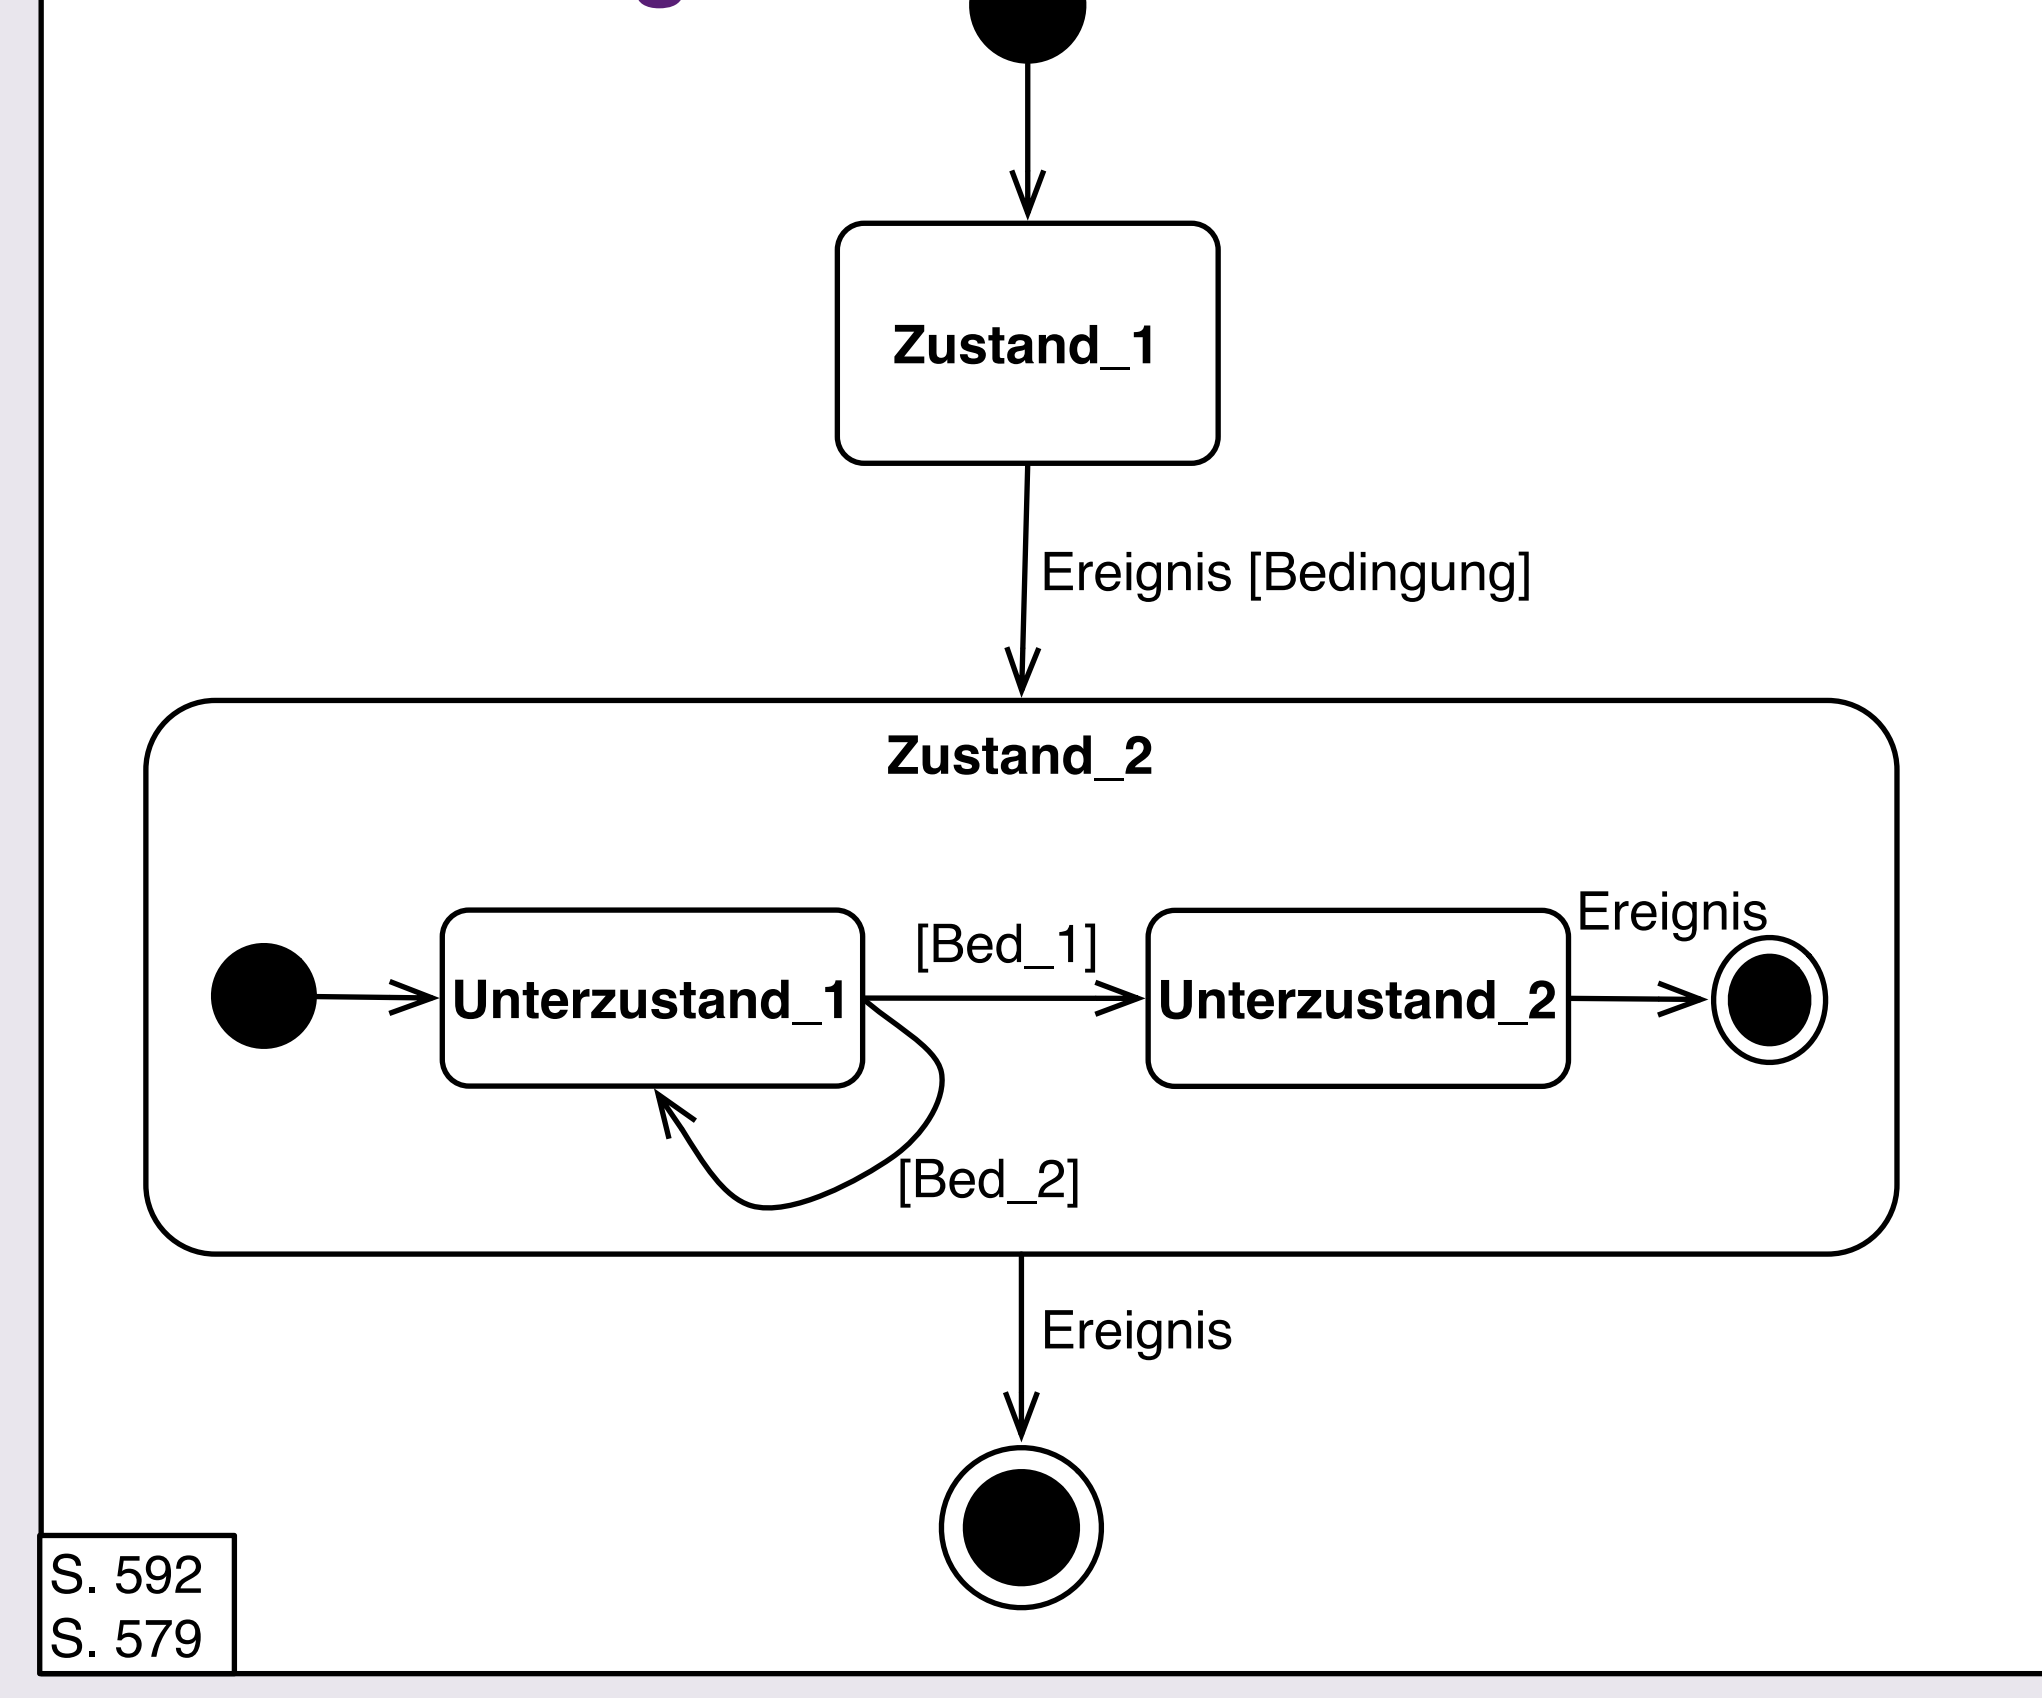 Zustand_1
Ereignis [Bedingung]
Zustand_2
Ereignis
[Bed_1]
Unterzustand_1
Unterzustand_2
[Bed_2]
Ereignis
S. 592
S. 579